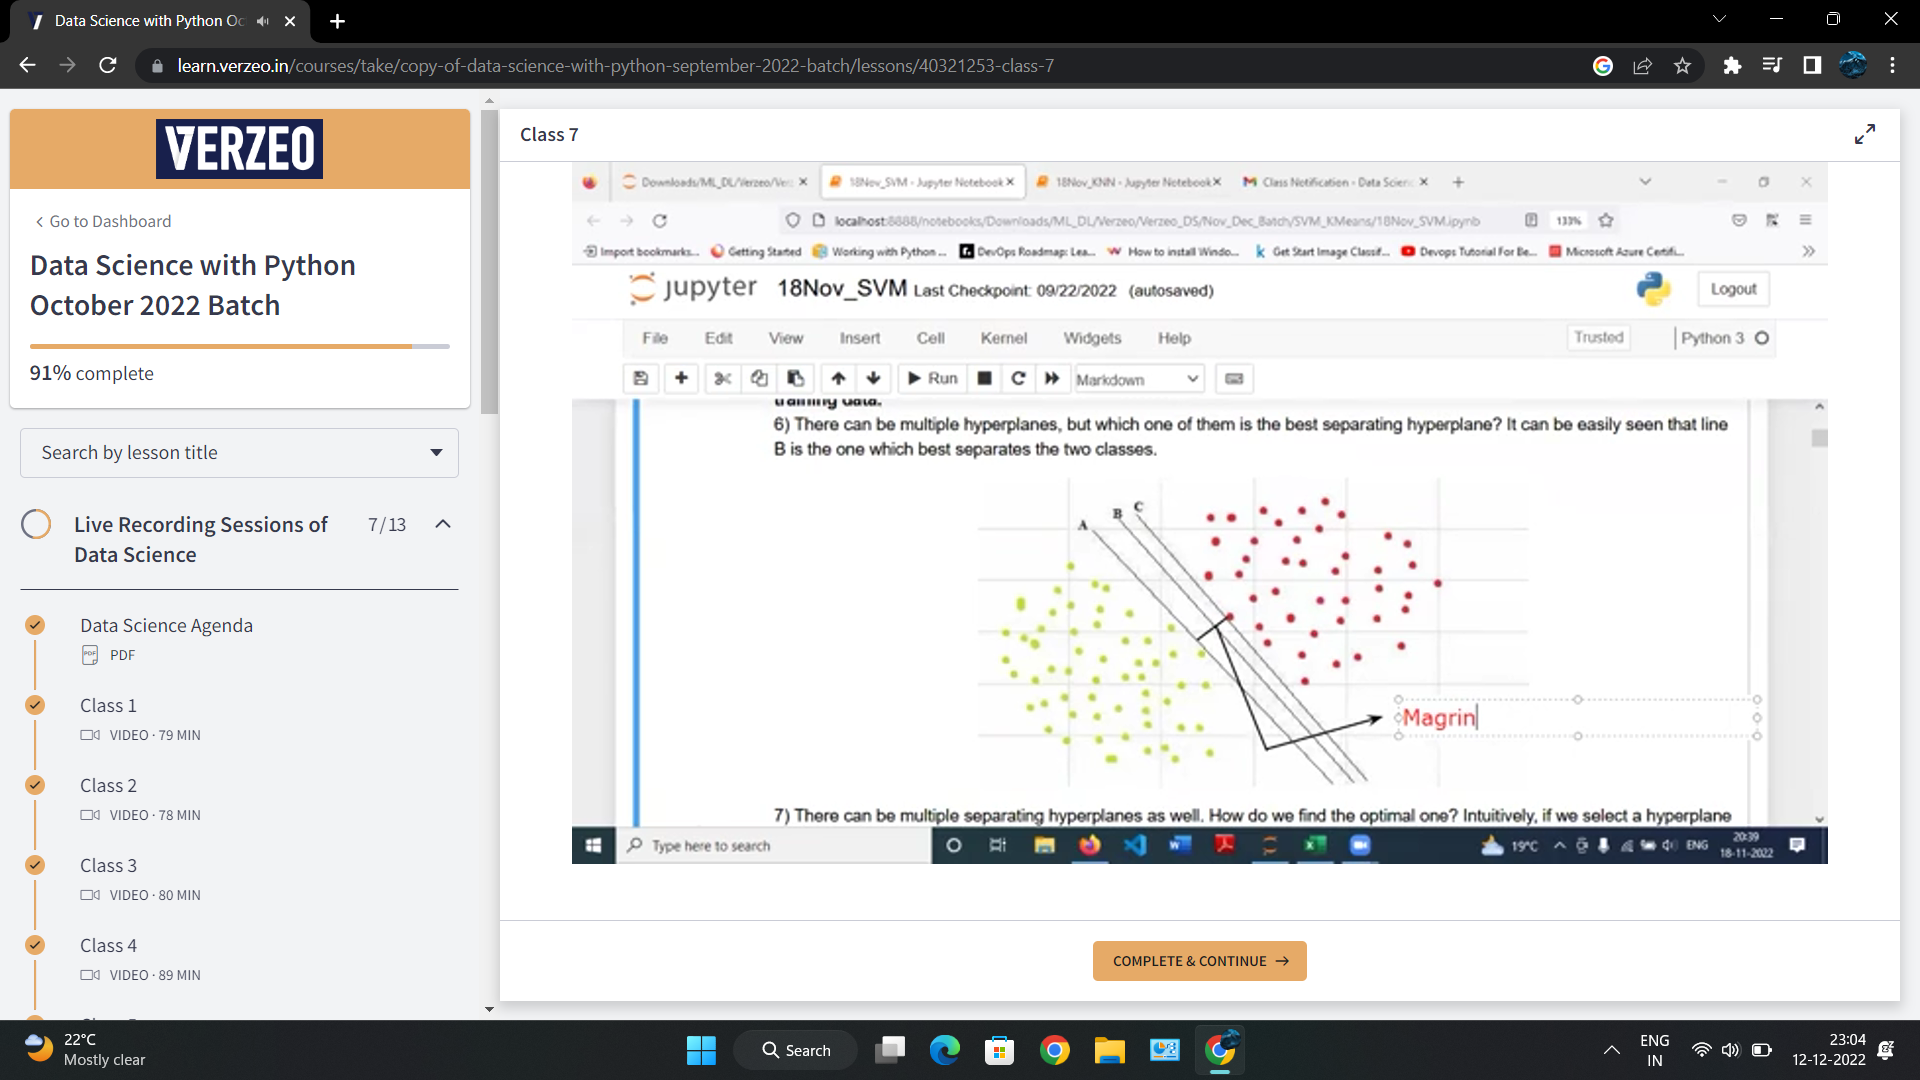 Data Science with Python Oc
learn.verzeo.in/courses/take/copy-of-data-science-with-python-september-2022-batch/lessons/40321253-class-7
VERZEO
Go to Dashboard
Data Science with Python
October 2022 Batch
91% complete
Search by lesson title
Live Recording Sessions of
Data Science
7/13
Data Science Agenda
PDF
PDF
Class 1
VIDEO · 79 MIN
Class 2
VIDEO · 78 MIN
Class 3
VIDEO · 80 MIN
Class 4
VIDEO · 89 MIN
Class 7
Downloads/ML_DL/Verzeo/Ver
18Nov_SVM - Jupyter Notebook
18Nov_KNN - Jupyter Notebook
Class Notification - Data Scien
localhost:8888/notebooks/Downloads/ML_DL/Verzeo/Verzeo_DS/Nov_Dec_Batch/SVM_KMeans/18Nov_SVM.ipynb
133%
Import bookmarks...
Getting Started
Working with Python ...
DevOps Roadmap: Lea...
How to install Windo...
Get Start Image Classif...
Devops Tutorial For Be...
Microsoft Azure Certifi...
jupyter 18Nov_SVM Last Checkpoint: 09/22/2022 (autosaved)
Logout
File Edit View Insert Cell Kernel Widgets Help
Trusted
Python 3
Run
Markdown
training data.
6) There can be multiple hyperplanes, but which one of them is the best separating hyperplane? It can be easily seen that line
B is the one which best separates the two classes.
A B C
Magrin
7) There can be multiple separating hyperplanes as well. How do we find the optimal one? Intuitively, if we select a hyperplane
Type here to search
19°C
ENG
20:39
18-11-2022
COMPLETE & CONTINUE
22°C
Mostly clear
Search
ENG
IN
23:04
12-12-2022